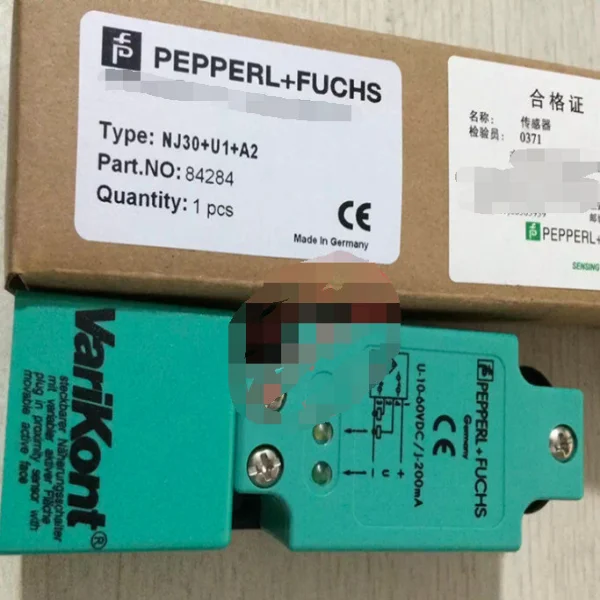 PEPPERL+FUCHS
Type: NJ30+U1+A2
Part.NO: 84284
Quantity: 1 pcs
CE
Made in Germany
合格证
名称: 传感器
检验员: 0371
PEPPERL+
SENSING
VariKont®
steckbarer Näherungsschalter
mit variabler aktiver Fläche
plug in proximity sensor with
movable active face
PEPPERL+FUCHS
Germany
CE
U-10-60VDC/J-200mA
+
U
-